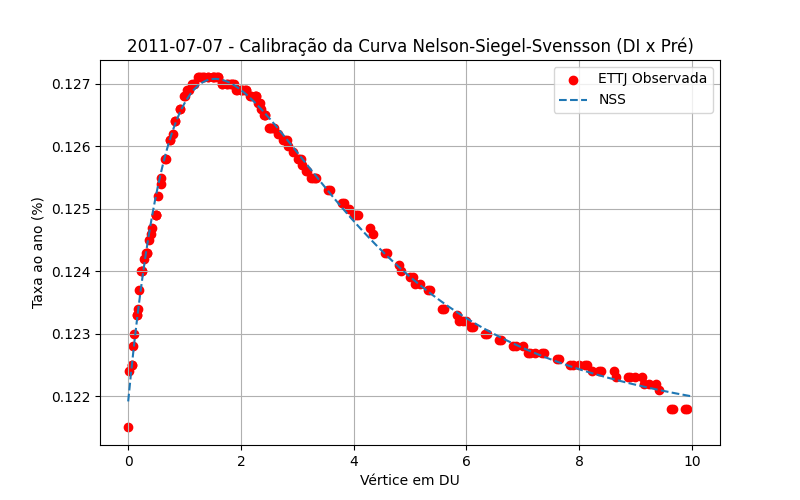 2011-07-07 - Calibração da Curva Nelson-Siegel-Svensson (DI x Pré)
ETTJ Observada
NSS
Taxa ao ano (%)
0.127
0.126
0.125
0.124
0.123
0.122
0 2 4 6 8 10
Vértice em DU